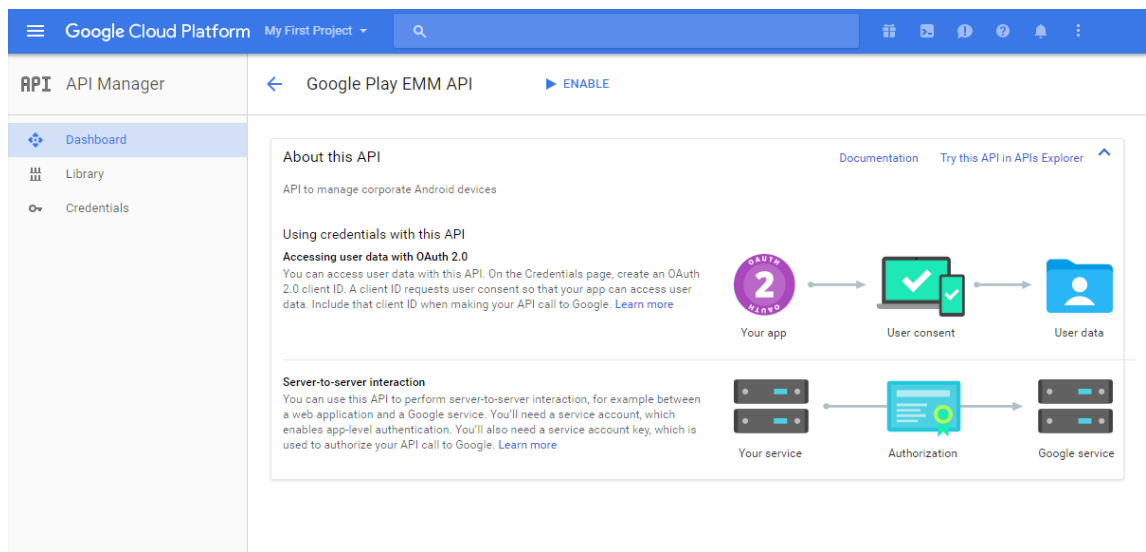 Google Cloud Platform My First Project
API API Manager
Google Play EMM API ENABLE
Dashboard
Library
Credentials
About this API
Documentation Try this API in APIs Explorer
API to manage corporate Android devices
Using credentials with this API
Accessing user data with OAuth 2.0
You can access user data with this API. On the Credentials page, create an OAuth
2.0 client ID. A client ID requests user consent so that your app can access user
data. Include that client ID when making your API call to Google. Learn more
OAUTH
2
OAUTH
Your app User consent User data
Server-to-server interaction
You can use this API to perform server-to-server interaction, for example between
a web application and a Google service. You'll need a service account, which
enables app-level authentication. You'll also need a service account key, which is
used to authorize your API call to Google. Learn more
Your service Authorization Google service